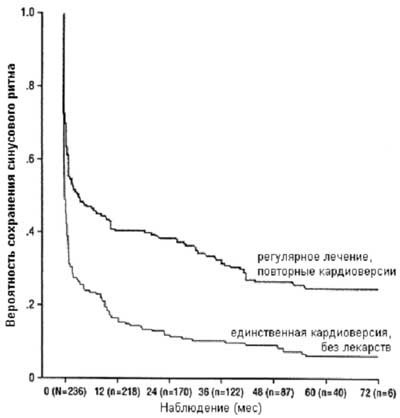 Вероятность сохранения синусового ритма
1.0
.8
.6
.4
.2
0
регулярное лечение,
повторные кардиоверсии
единственная кардиоверсия,
без лекарств
0 (N=236) 12 (n=218) 24 (n=170) 36 (n=122) 48 (n=87) 60 (n=40) 72 (n=6)
Наблюдение (мес)